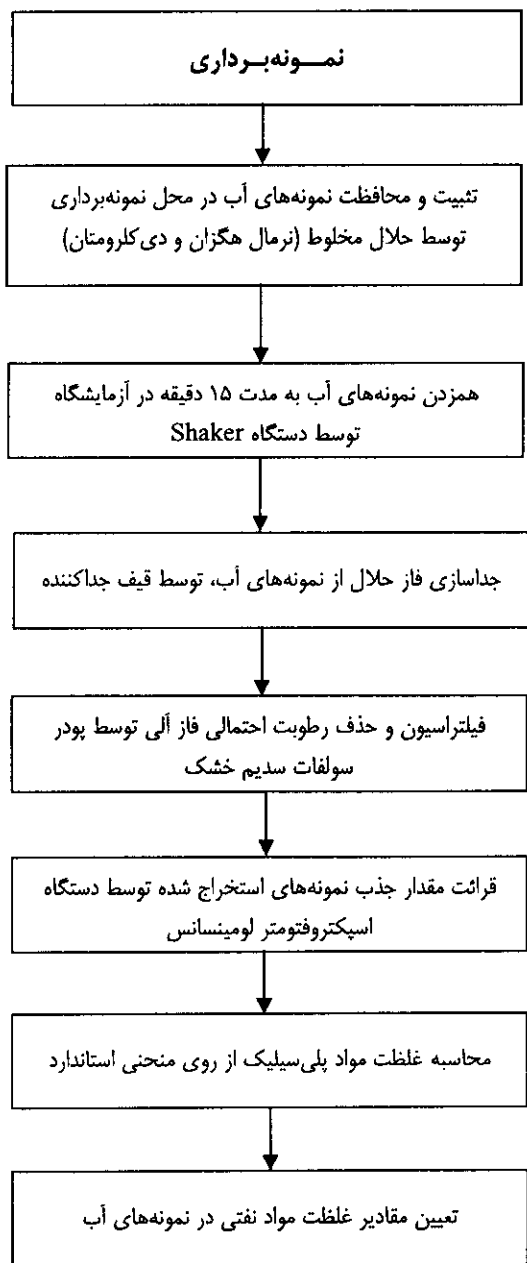 نمونه‌برداری
تثبیت و محافظت نمونه‌های آب در محل نمونه‌برداری
توسط حلال مخلوط (نرمال هگزان و دی‌کلرومتان)
همزدن نمونه‌های آب به مدت ۱۵ دقیقه در آزمایشگاه
توسط دستگاه Shaker
جداسازی فاز حلال از نمونه‌های آب، توسط قیف جداکننده
فیلتراسیون و حذف رطوبت احتمالی فاز آلی توسط پودر
سولفات سدیم خشک
قرائت مقدار جذب نمونه‌های استخراج شده توسط دستگاه
اسپکتروفتومتر لومینسانس
محاسبه غلظت مواد پلی‌سیلیک از روی منحنی استاندارد
تعیین مقادیر غلظت مواد نفتی در نمونه‌های آب